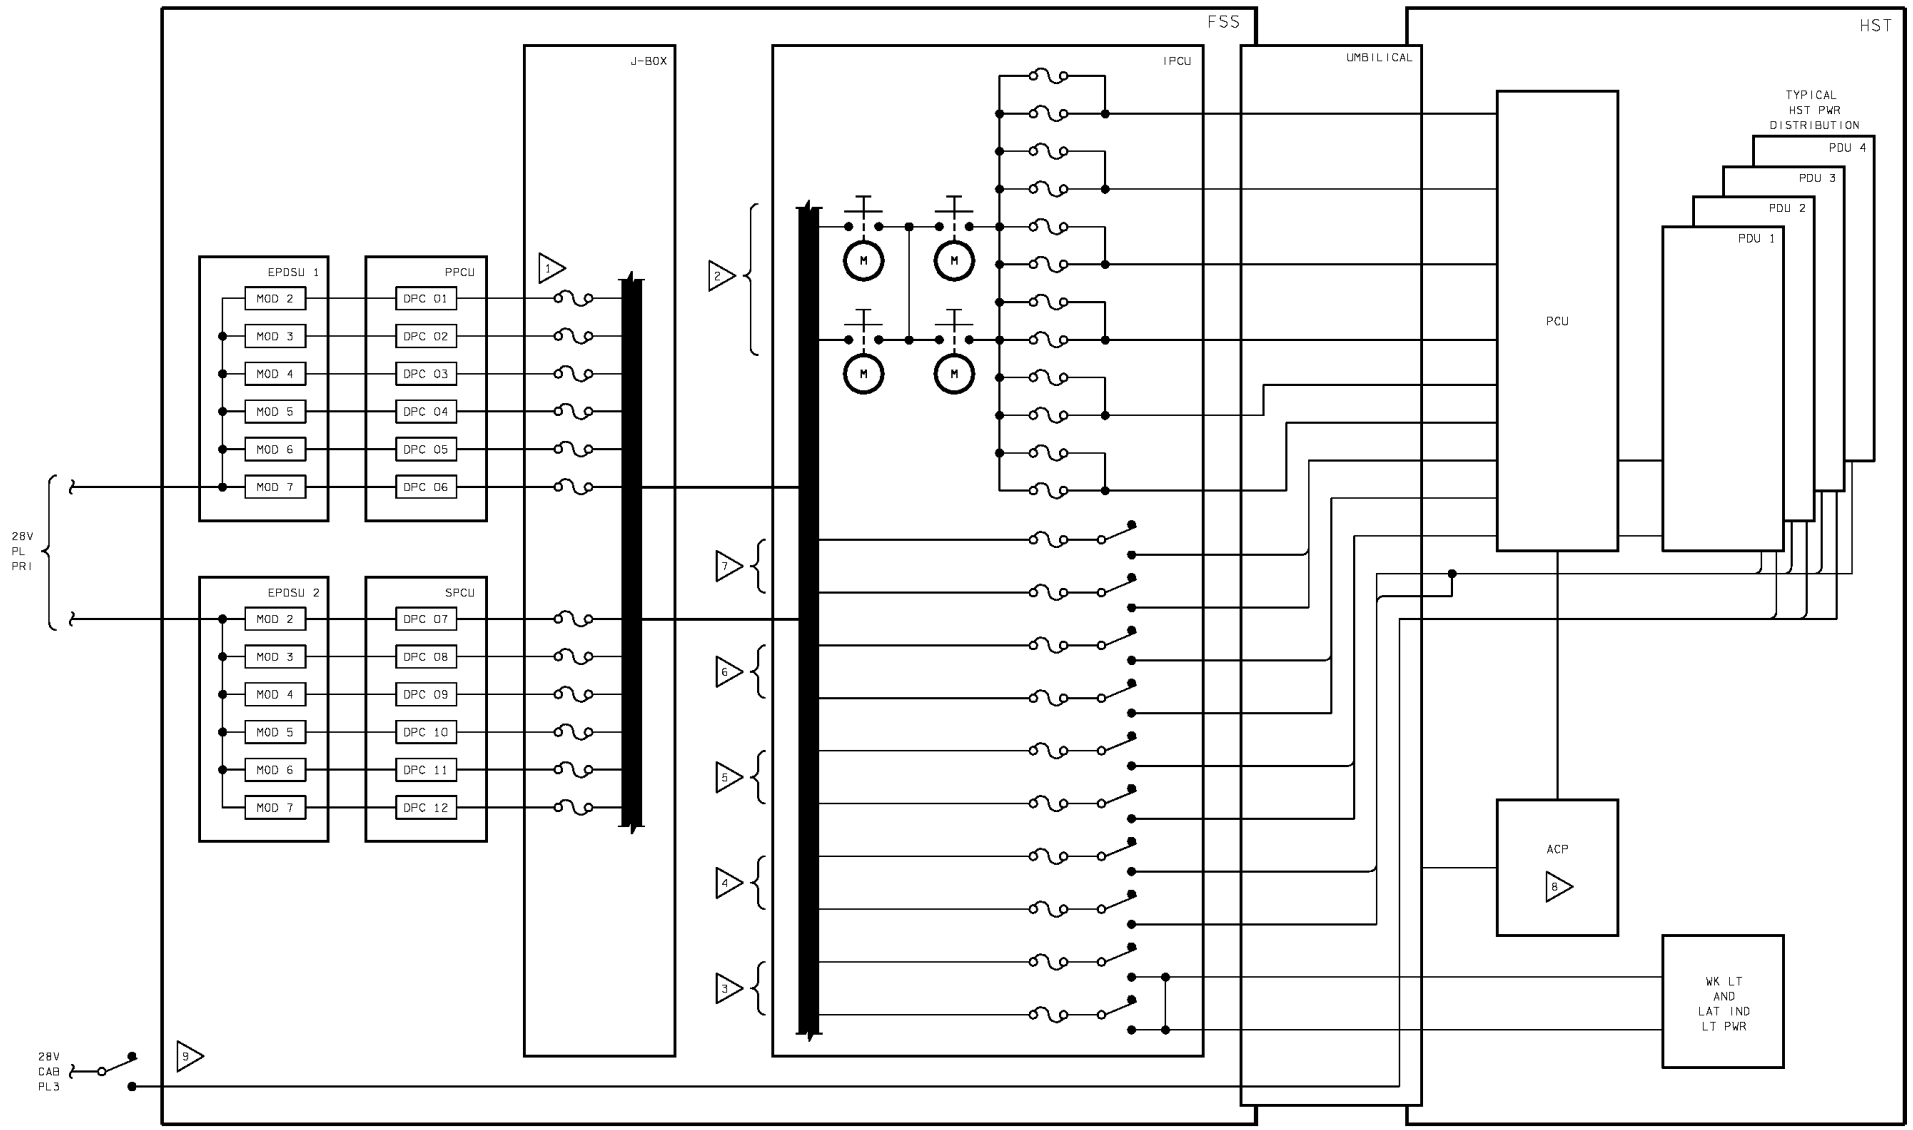 FSS
HST
J-BOX
IPCU
UMBILICAL
TYPICAL
HST PWR
DISTRIBUTION
PDU 4
PDU 3
PDU 2
PDU 1
EPDSU 1
PPCU
1
2
MOD 2
DPC 01
MOD 3
DPC 02
MOD 4
DPC 03
MOD 5
DPC 04
MOD 6
DPC 05
MOD 7
DPC 06
M
M
M
M
PCU
28V
PL
PRI
EPDSU 2
SPCU
MOD 2
DPC 07
MOD 3
DPC 08
MOD 4
DPC 09
MOD 5
DPC 10
MOD 6
DPC 11
MOD 7
DPC 12
7
6
5
4
3
ACP
8
WK LT
AND
LAT IND
LT PWR
28V
CAB
PL3
9